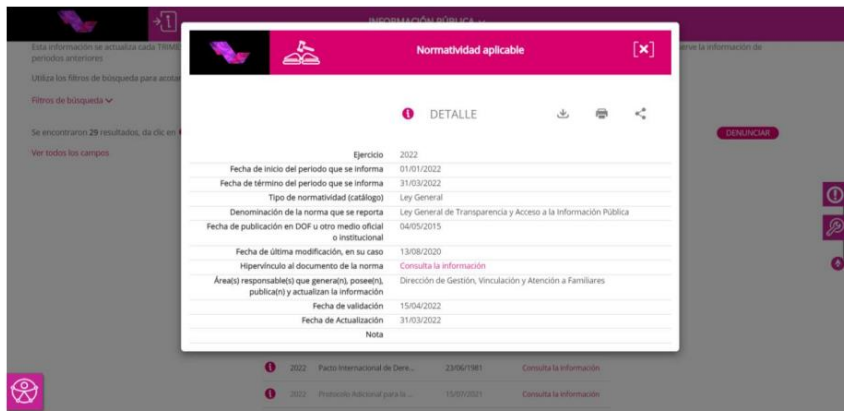 INFORMACIÓN PÚBLICA
Esta información se actualiza cada TRIME
erve la información de
periodos anteriores
Utiliza los filtros de búsqueda para acotar
Filtros de búsqueda
Se encontraron 29 resultados, da clic en
DENUNCIAR
Ver todos los campos
Normatividad aplicable
DETALLE
Ejercicio 2022
Fecha de inicio del periodo que se informa 01/01/2022
Fecha de término del periodo que se informa 31/03/2022
Tipo de normatividad (catálogo) Ley General
Denominación de la norma que se reporta Ley General de Transparencia y Acceso a la Información Pública
Fecha de publicación en DOF u otro medio oficial 04/05/2015
o institucional
Fecha de última modificación, en su caso 13/08/2020
Hipervínculo al documento de la norma Consulta la información
Área(s) responsable(s) que genera(n), posee(n), Dirección de Gestión, Vinculación y Atención a Familiares
publica(n) y actualizan la información
Fecha de validación 15/04/2022
Fecha de Actualización 31/03/2022
Nota
2022 Pacto Internacional de Dere... 23/06/1981 Consulta la información
2022 Protocolo Adicional para la ... 15/07/2021 Consulta la información